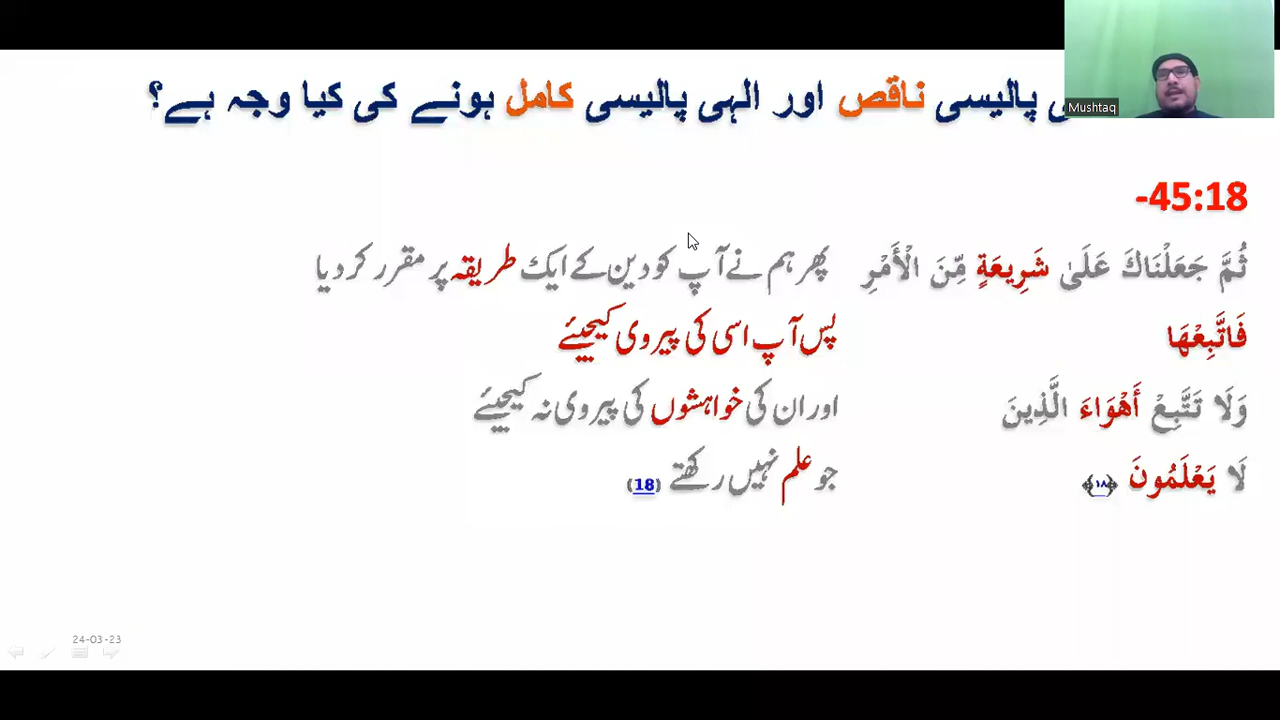 پالیسی ناقص اور الہی پالیسی کامل ہونے کی کیا وجہ ہے؟
Mushtaq
-45:18
ثُمَّ جَعَلْنَاكَ عَلَىٰ شَرِيعَةٍ مِّنَ الْأَمْرِ پھر ہم نے آپ کو دین کے ایک طریقہ پر مقرر کر دیا
فَاتَّبِعْهَا پس آپ اسی کی پیروی کیجیئے
وَلَا تَتَّبِعْ أَهْوَاءَ الَّذِينَ اور ان کی خواہشوں کی پیروی نہ کیجیئے
لَا يَعْلَمُونَ ﴿١٨﴾ جو علم نہیں رکھتے (18)
24-03-23